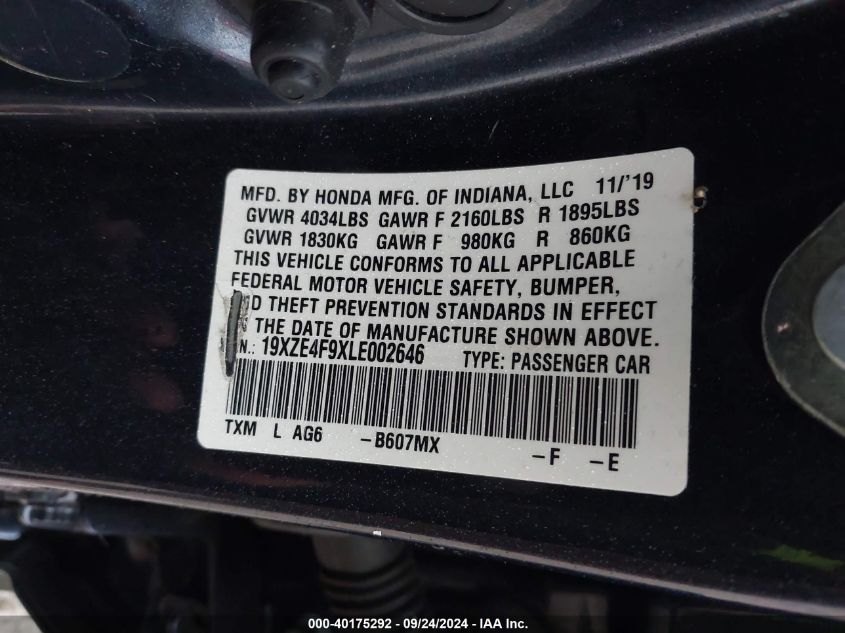 MFD. BY HONDA MFG. OF INDIANA, LLC 11/'19
GVWR 4034LBS GAWR F 2160LBS R 1895LBS
GVWR 1830KG GAWR F 980KG R 860KG
THIS VEHICLE CONFORMS TO ALL APPLICABLE
FEDERAL MOTOR VEHICLE SAFETY, BUMPER,
ND THEFT PREVENTION STANDARDS IN EFFECT
THE DATE OF MANUFACTURE SHOWN ABOVE.
N.: 19XZE4F9XLE002646 TYPE: PASSENGER CAR
TXM L AG6 -B607MX
-F -E
000-40175292 - 09/24/2024 - IAA Inc.